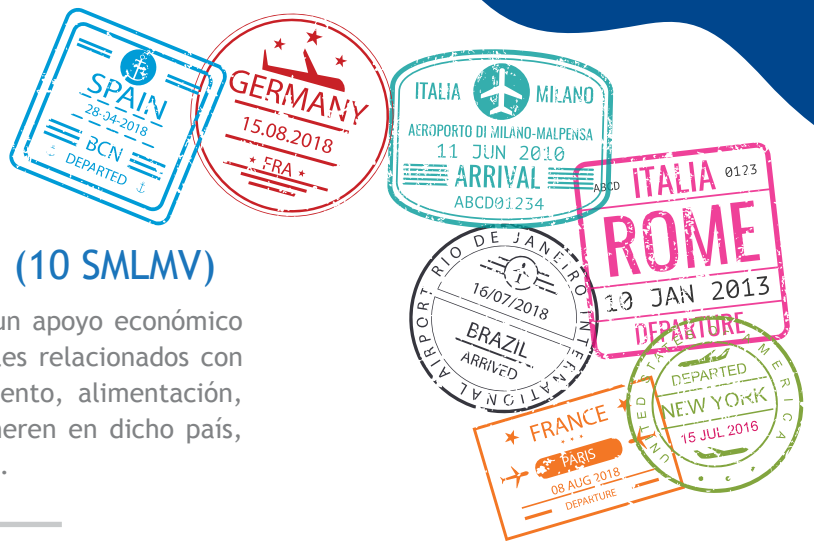 SPAIN
28-04-2018
BCN
DEPARTED
GERMANY
15.08.2018
FRA
ITALIA MILANO
AEROPORTO DI MILANO-MALPENSA
11 JUN 2010
ARRIVAL
ABCD01234
ABCD ITALIA 0123
ROME
10 JAN 2013
DEPARTURE
RIO DE JANEIRO INTERNATIONAL AIRPORT
16/07/2018
BRAZIL
ARRIVED
UNITED STATES OF AMERICA
DEPARTED
NEW YORK
15 JUL 2016
FRANCE
PARIS
08 AUG 2018
DEPARTURE
(10 SMLMV)
un apoyo económico
les relacionados con
ento, alimentación,
neren en dicho país,
.